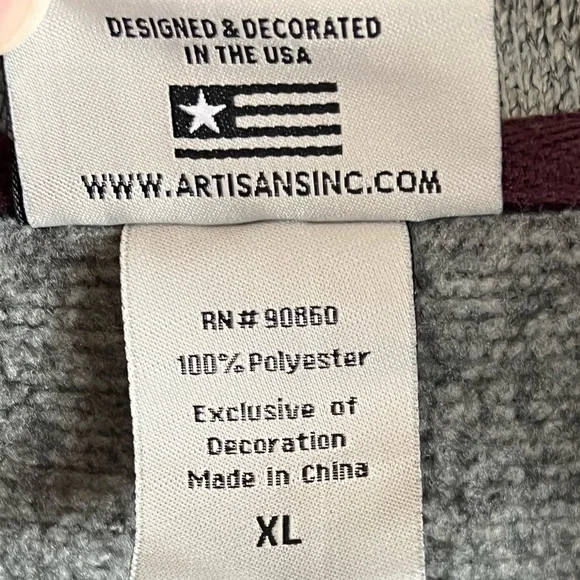 DESIGNED & DECORATED
IN THE USA
WWW.ARTISANSINC.COM
RN# 90860
100% Polyester
Exclusive of
Decoration
Made in China
XL